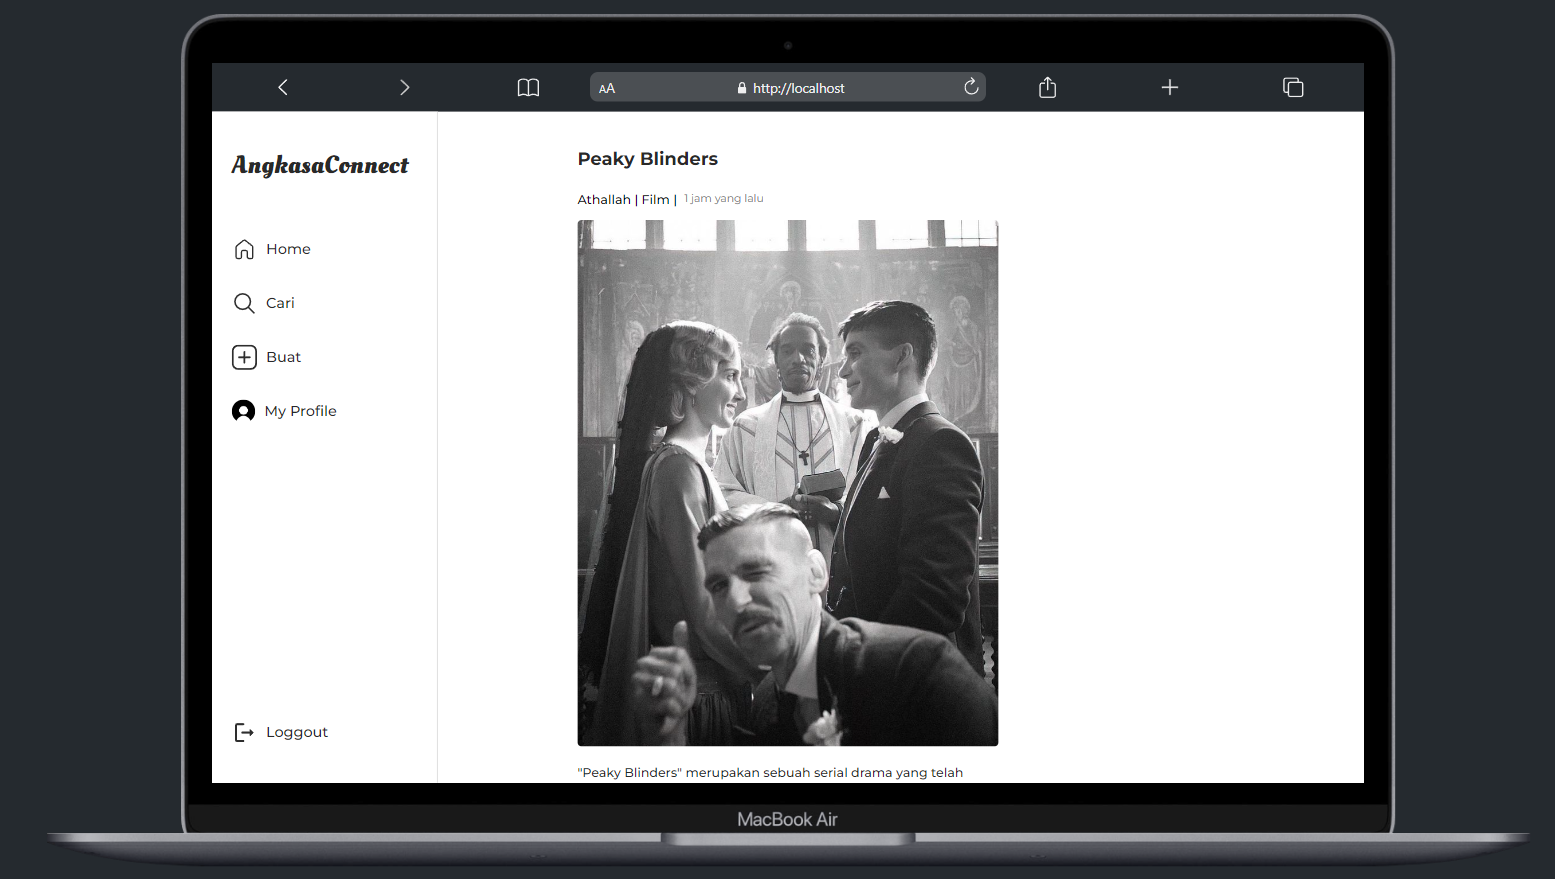 AA http://localhost
AngkasaConnect
Home
Cari
Buat
My Profile
Loggout
Peaky Blinders
Athallah | Film | 1 jam yang lalu
"Peaky Blinders" merupakan sebuah serial drama yang telah
MacBook Air